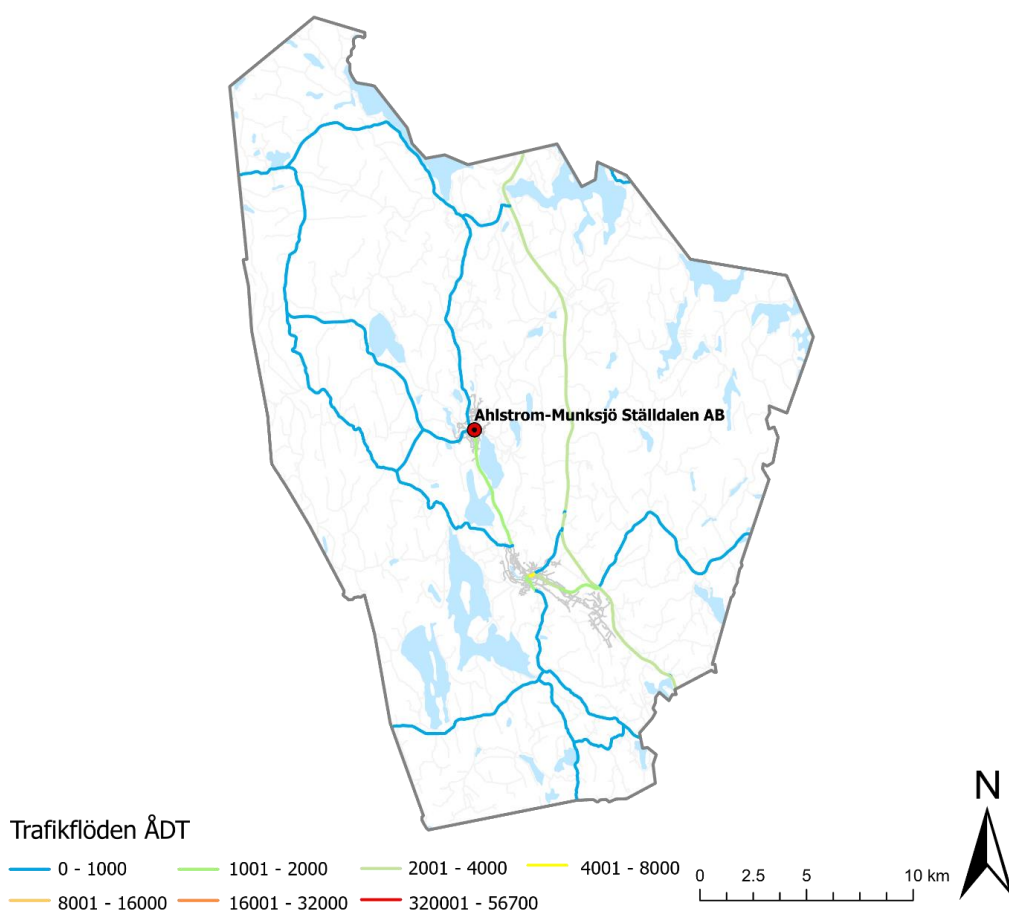 Ahlstrom-Munksjö Ställdalen AB
N
Trafikflöden ÅDT
0 - 1000
1001 - 2000
2001 - 4000
4001 - 8000
8001 - 16000
16001 - 32000
320001 - 56700
0 2.5 5 10 km